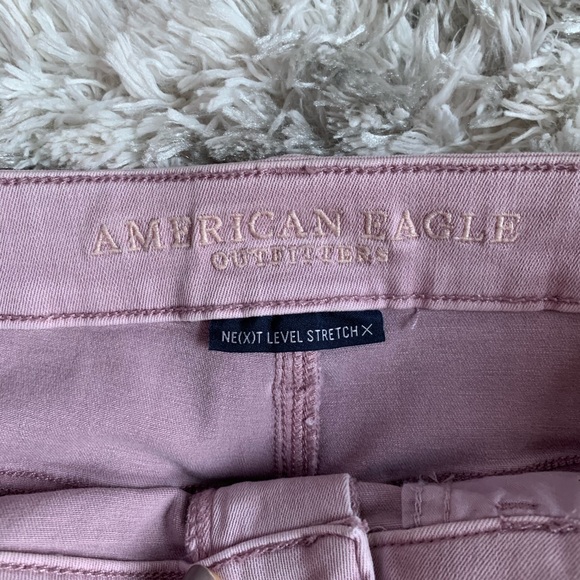 AMERICAN EAGLE
OUTFITTERS
NE(X)T LEVEL STRETCH X